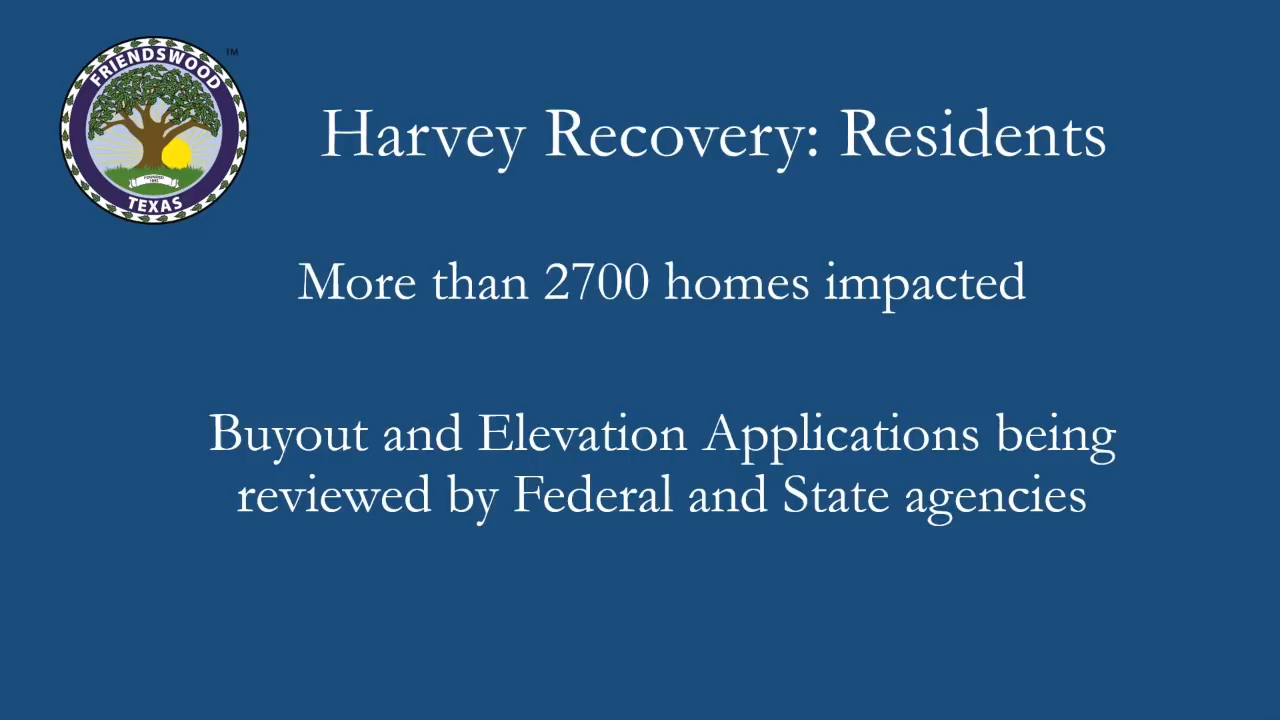 FRIENDSWOOD
TEXAS
TM
Harvey Recovery: Residents
More than 2700 homes impacted
Buyout and Elevation Applications being
reviewed by Federal and State agencies